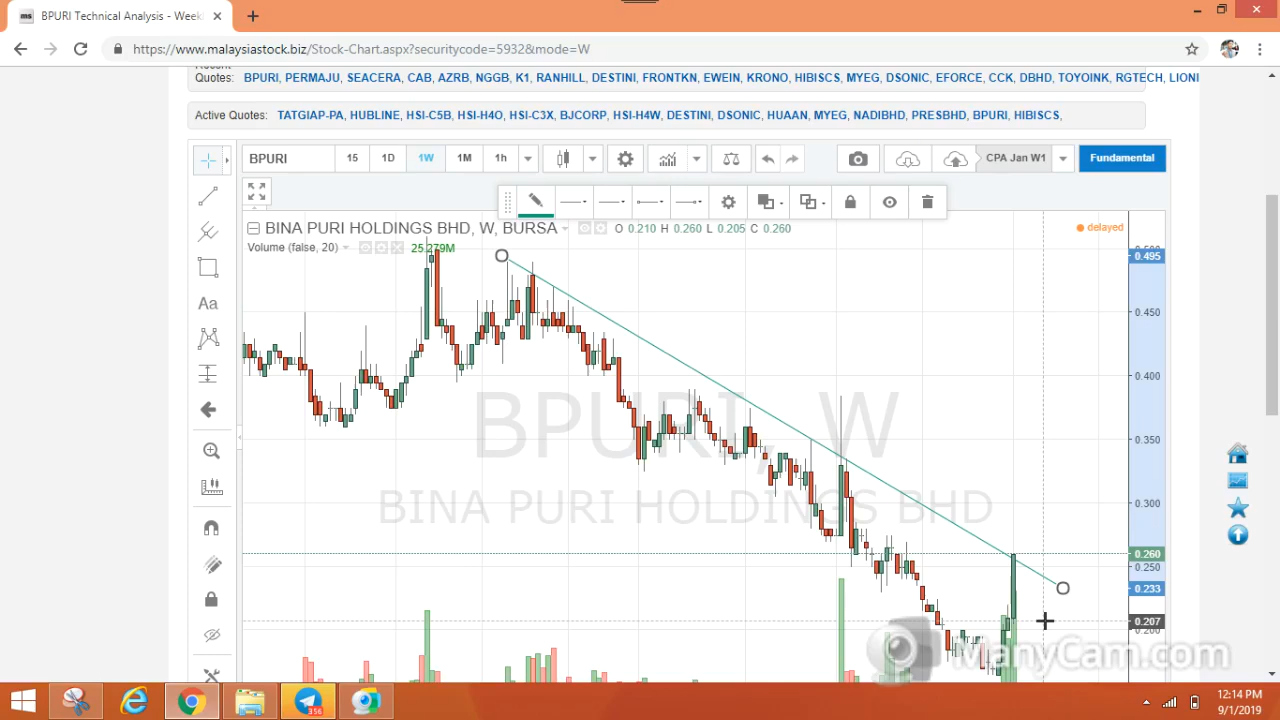 BPURI Technical Analysis - Week
https://www.malaysiastock.biz/Stock-Chart.aspx?securitycode=5932&mode=W
Recent
Quotes: BPURI, PERMAJU, SEACERA, CAB, AZRB, NGGB, K1, RANHILL, DESTINI, FRONTKN, EWEIN, KRONO, HIBISCS, MYEG, DSONIC, EFORCE, CCK, DBHD, TOYOINK, RGTECH, LIONI
Active Quotes: TATGIAP-PA, HUBLINE, HSI-C5B, HSI-H4O, HSI-C3X, BJCORP, HSI-H4W, DESTINI, DSONIC, HUAAN, MYEG, NADIBHD, PRESBHD, BPURI, HIBISCS,
BPURI 15 1D 1W 1M 1h CPA Jan W1 Fundamental
BINA PURI HOLDINGS BHD, W, BURSA O 0.210 H 0.260 L 0.205 C 0.260 delayed
Volume (false, 20) 25.279M
0.500
0.495
0.450
0.400
0.350
0.300
0.260
0.250
0.233
0.207
0.200
BPURI, W
BINA PURI HOLDINGS BHD
Aa
ManyCam.com
356
12:14 PM
9/1/2019